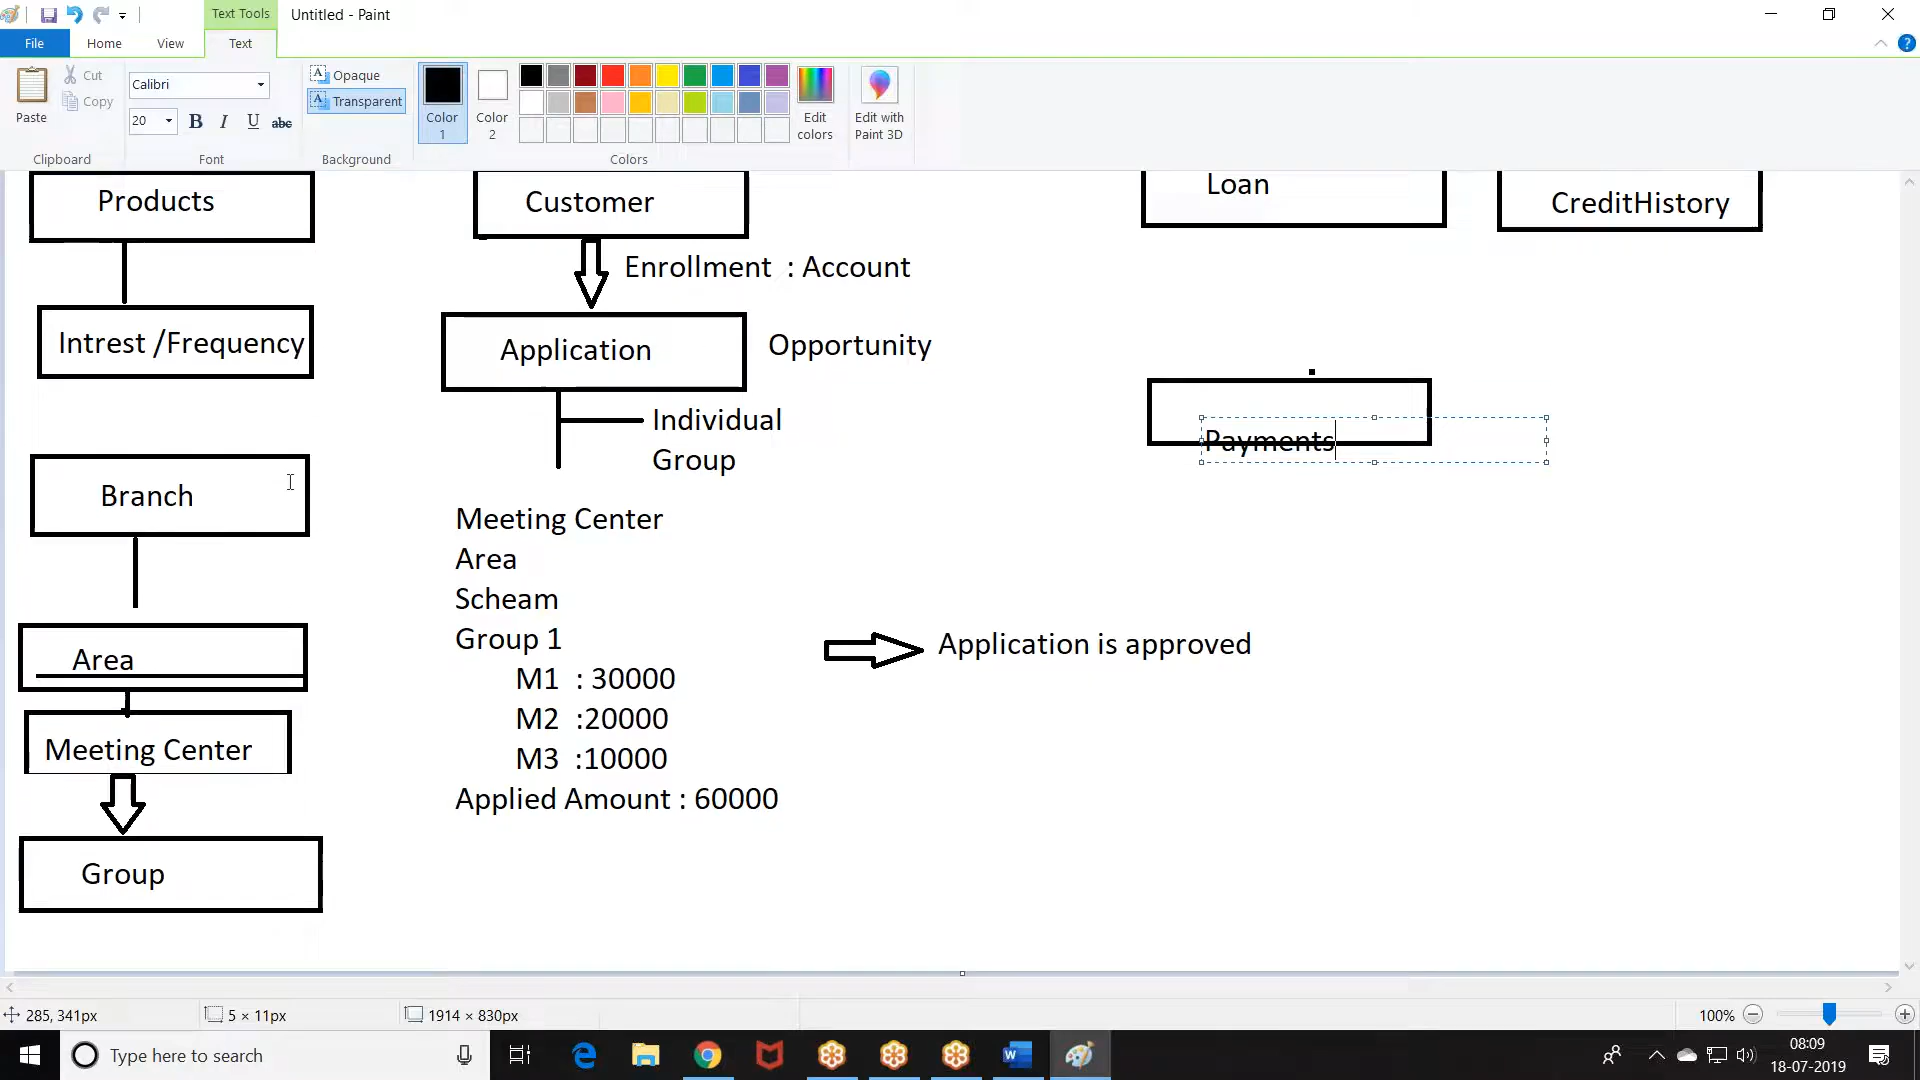 Text Tools
Untitled - Paint
File
Home
View
Text
Paste
Cut
Copy
Clipboard
Calibri
20
B I U abc
Font
Opaque
Transparent
Background
Color 1
Color 2
Colors
Edit colors
Edit with Paint 3D
Products
Customer
Loan
CreditHistory
Enrollment : Account
Intrest /Frequency
Application
Opportunity
Individual
Group
Payments
Branch
Meeting Center
Area
Scheam
Group 1
M1 : 30000
M2 :20000
M3 :10000
Applied Amount : 60000
Application is approved
Area
Meeting Center
Group
285, 341px
5 × 11px
1914 × 830px
100%
Type here to search
08:09
18-07-2019